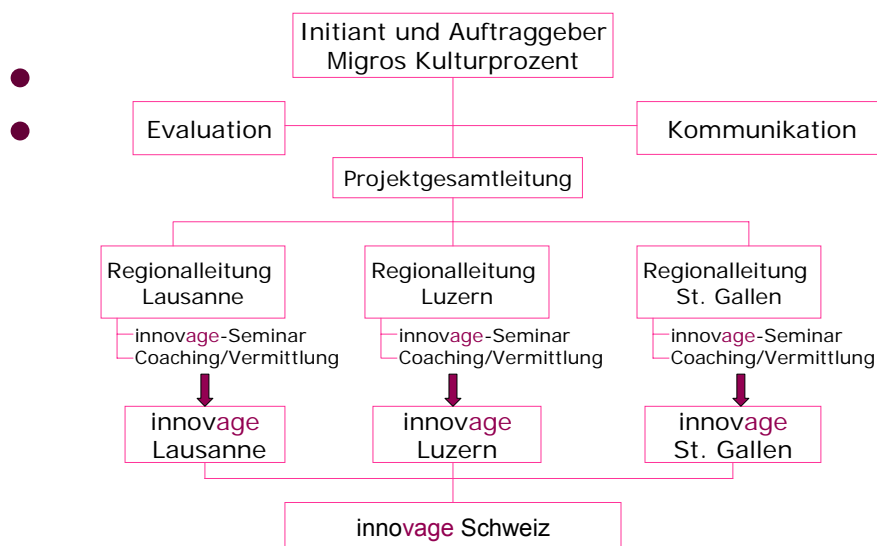 Initiant und Auftraggeber
Migros Kulturprozent
Evaluation
Kommunikation
Projektgesamtleitung
Regionalleitung
Lausanne
Regionalleitung
Luzern
Regionalleitung
St. Gallen
innovage-Seminar
Coaching/Vermittlung
innovage-Seminar
Coaching/Vermittlung
innovage-Seminar
Coaching/Vermittlung
innovage
Lausanne
innovage
Luzern
innovage
St. Gallen
innovage Schweiz